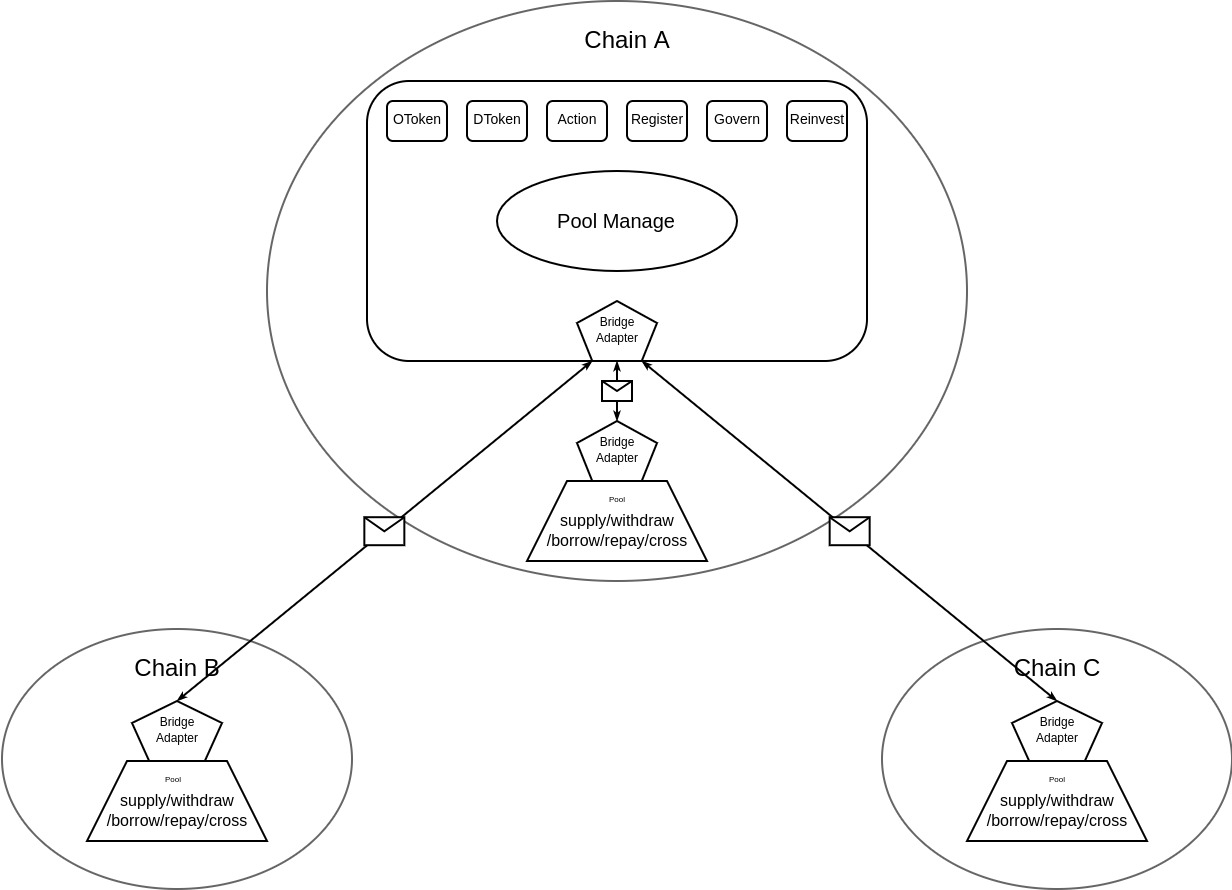 Chain A
OToken
DToken
Action
Register
Govern
Reinvest
Pool Manage
Bridge
Adapter
Bridge
Adapter
Pool
supply/withdraw
/borrow/repay/cross
Chain B
Bridge
Adapter
Pool
supply/withdraw
/borrow/repay/cross
Chain C
Bridge
Adapter
Pool
supply/withdraw
/borrow/repay/cross